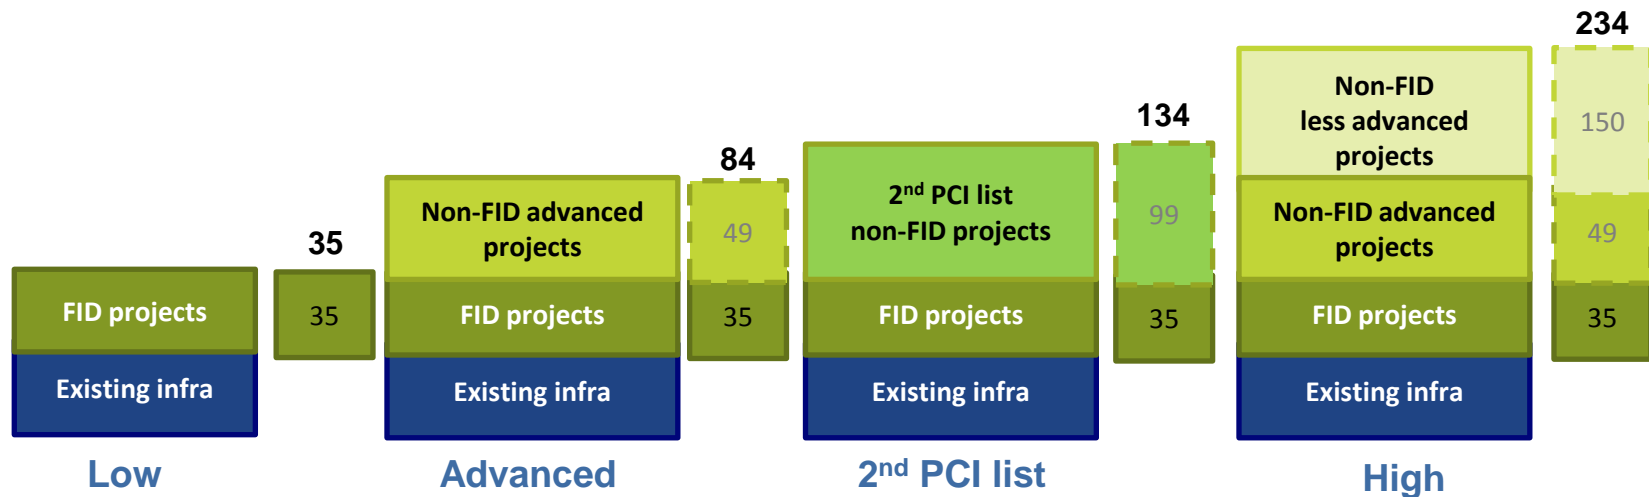 35
FID projects
35
Existing infra
Low
84
Non-FID advanced
projects
49
FID projects
35
Existing infra
Advanced
134
2nd PCI list
non-FID projects
99
FID projects
35
Existing infra
2nd PCI list
234
Non-FID
less advanced
projects
150
Non-FID advanced
projects
49
FID projects
35
Existing infra
High